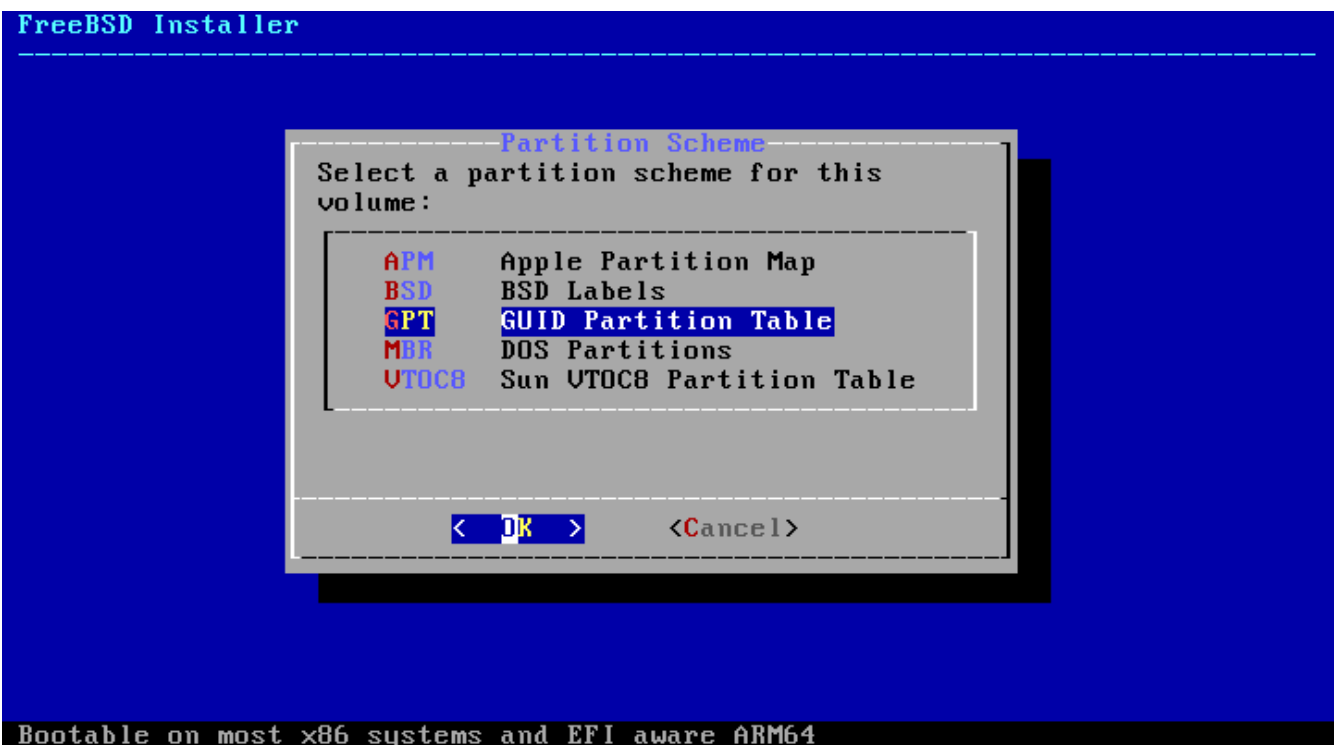 FreeBSD Installer
Partition Scheme
Select a partition scheme for this
volume:
APM Apple Partition Map
BSD BSD Labels
GPT GUID Partition Table
MBR DOS Partitions
VTOC8 Sun VTOC8 Partition Table
< OK > <Cancel>
Bootable on most x86 systems and EFI aware ARM64